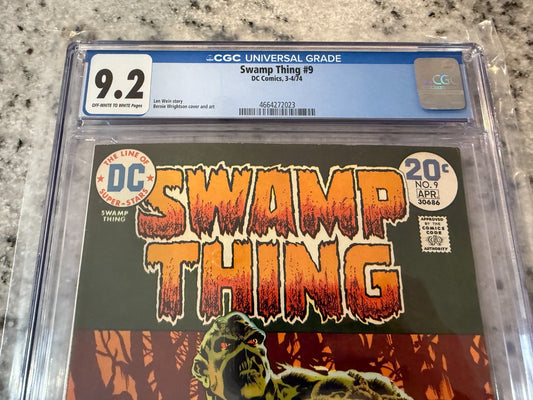 CGC UNIVERSAL GRADE
9.2
OFF-WHITE TO WHITE Pages
Swamp Thing #9
DC Comics, 3-4/74
Len Wein story
Bernie Wrightson cover and art
4664272023
CGC
THE LINE OF
DC
SUPER-STARS
SWAMP
THING
SWAMP
THING
20c
NO. 9
APR
30686
APPROVED
BY THE
COMICS
CODE
AUTHORITY